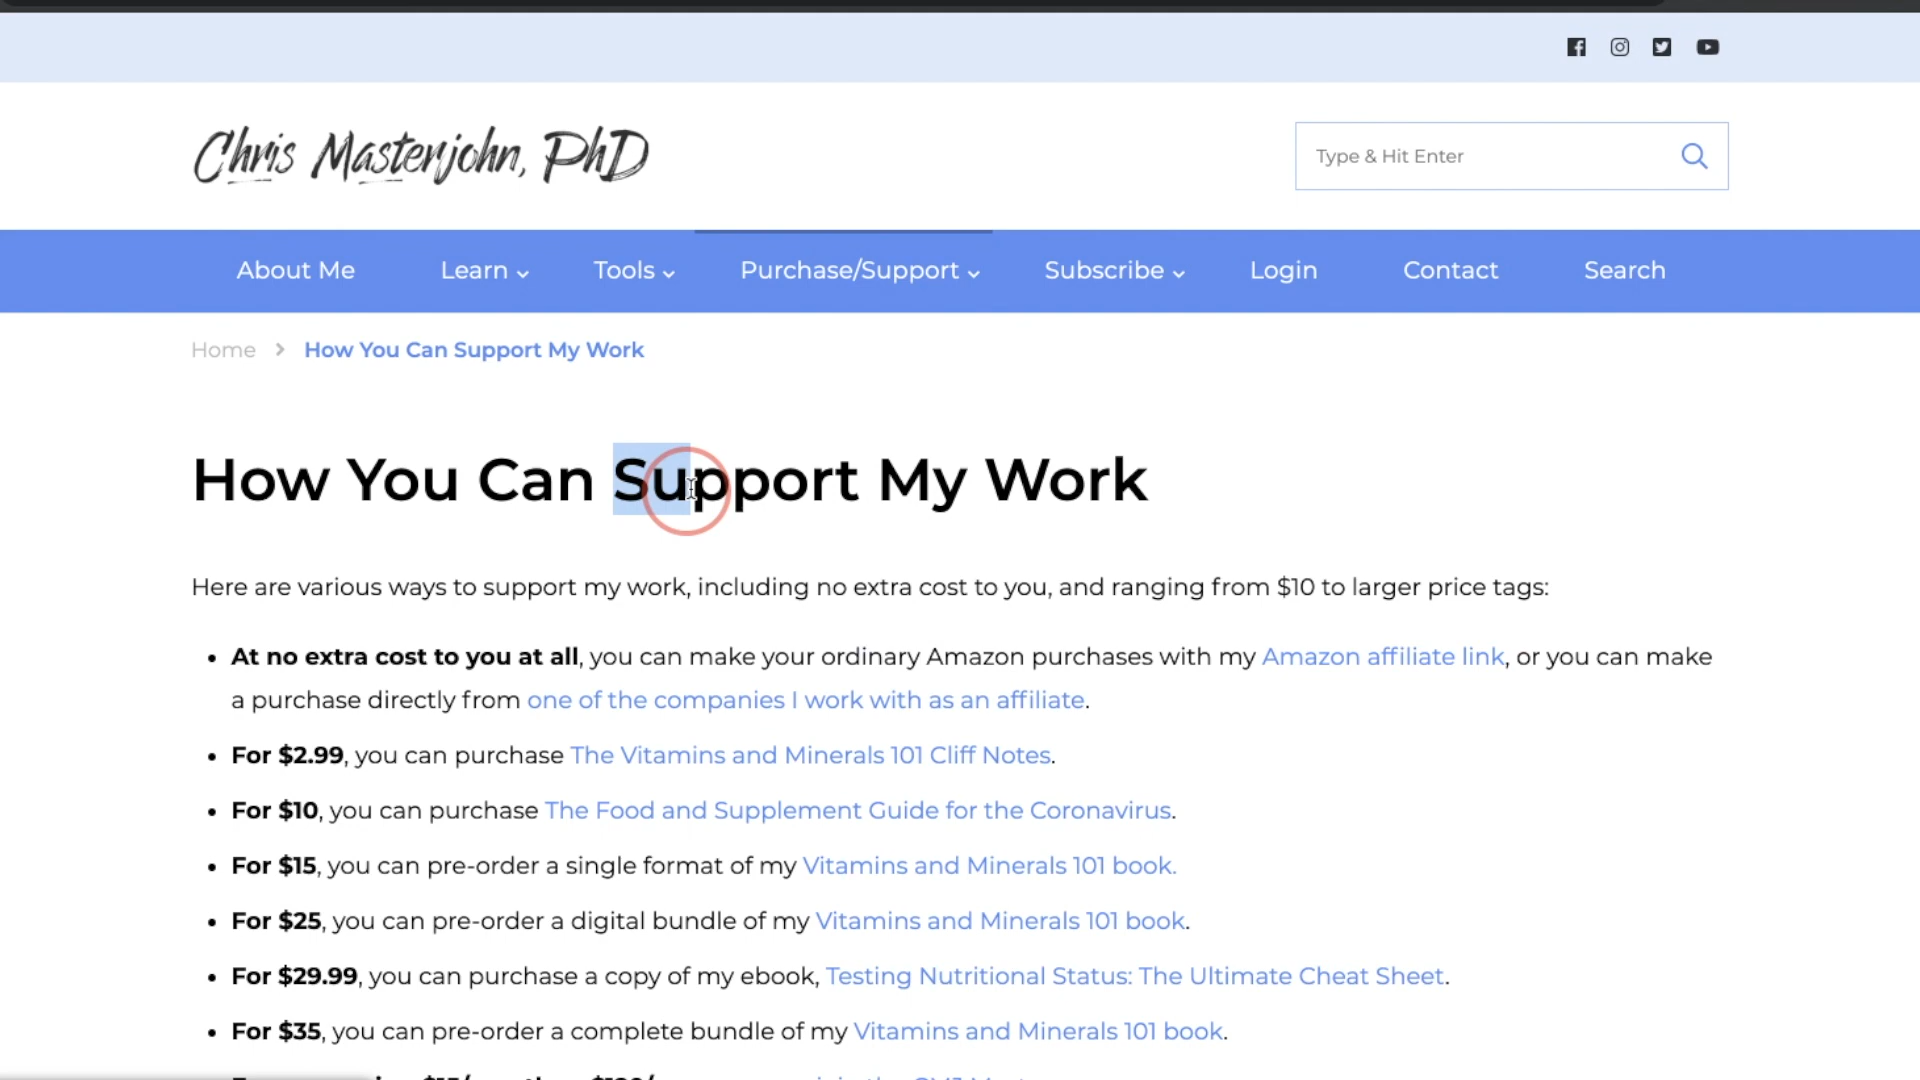 Chris Masterjohn, PhD
Type & Hit Enter
About Me Learn Tools Purchase/Support Subscribe Login Contact Search
Home > How You Can Support My Work
How You Can Support My Work
Here are various ways to support my work, including no extra cost to you, and ranging from $10 to larger price tags:
• At no extra cost to you at all, you can make your ordinary Amazon purchases with my Amazon affiliate link, or you can make
a purchase directly from one of the companies I work with as an affiliate.
• For $2.99, you can purchase The Vitamins and Minerals 101 Cliff Notes.
• For $10, you can purchase The Food and Supplement Guide for the Coronavirus.
• For $15, you can pre-order a single format of my Vitamins and Minerals 101 book.
• For $25, you can pre-order a digital bundle of my Vitamins and Minerals 101 book.
• For $29.99, you can purchase a copy of my ebook, Testing Nutritional Status: The Ultimate Cheat Sheet.
• For $35, you can pre-order a complete bundle of my Vitamins and Minerals 101 book.